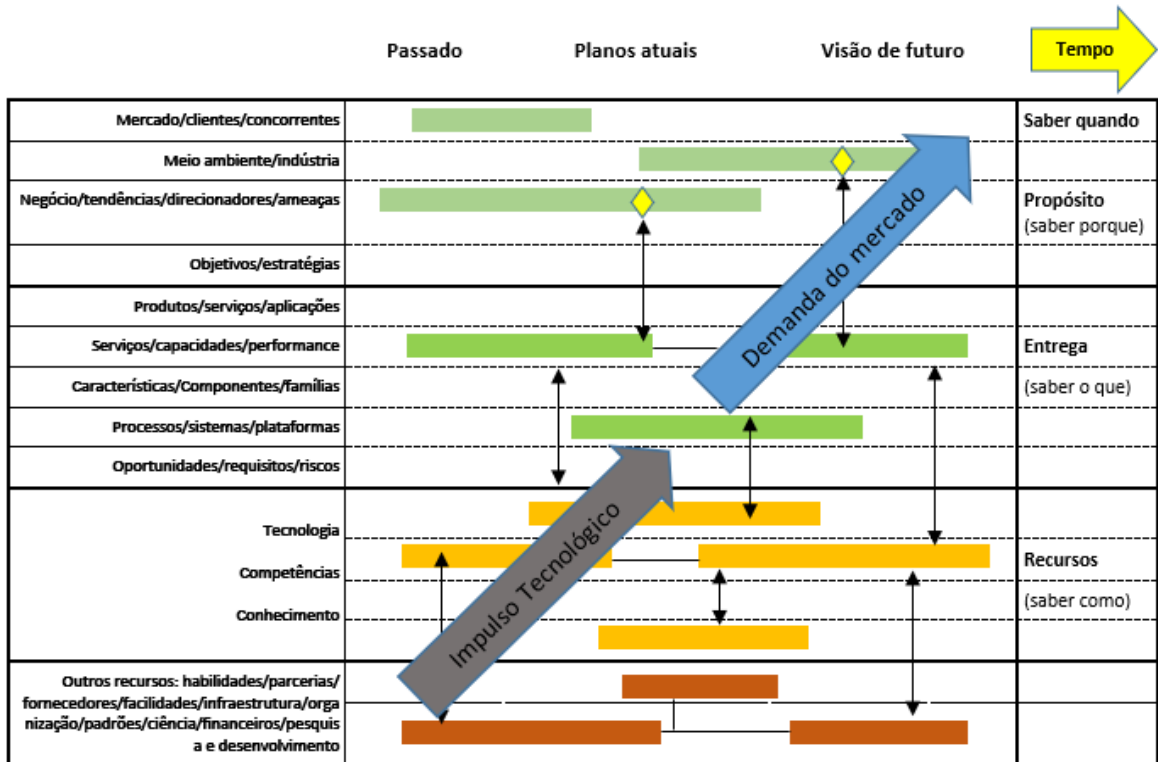 Passado Planos atuais Visão de futuro Tempo
Mercado/clientes/concorrentes Saber quando
Meio ambiente/indústria
Negócio/tendências/direcionadores/ameaças Propósito
(saber porque)
Objetivos/estratégias
Demanda do mercado
Produtos/serviços/aplicações
Serviços/capacidades/performance Entrega
Características/Componentes/famílias (saber o que)
Processos/sistemas/plataformas
Oportunidades/requisitos/riscos
Impulso Tecnológico
Tecnologia
Competências Recursos
Conhecimento (saber como)
Outros recursos: habilidades/parcerias/
fornecedores/facilidades/infraestrutura/orga
nização/padrões/ciência/financeiros/pesquis
a e desenvolvimento